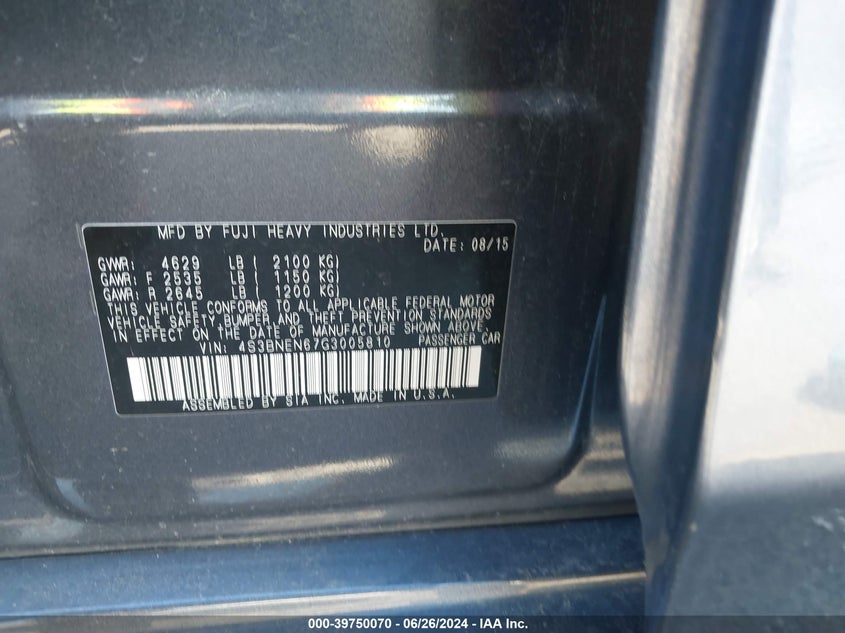 MFD BY FUJI HEAVY INDUSTRIES LTD.
DATE: 08/15
GVWR: 4629 LB ( 2100 KG)
GAWR: F 2535 LB ( 1150 KG)
GAWR: R 2645 LB ( 1200 KG)
THIS VEHICLE CONFORMS TO ALL APPLICABLE FEDERAL MOTOR
VEHICLE SAFETY BUMPER AND THEFT PREVENTION STANDARDS
IN EFFECT ON THE DATE OF MANUFACTURE SHOWN ABOVE.
VIN: 4S3BNEN67G3005810 PASSENGER CAR
ASSEMBLED BY SIA INC. MADE IN U.S.A.
000-39750070 / 06/26/2024 - IAA Inc.